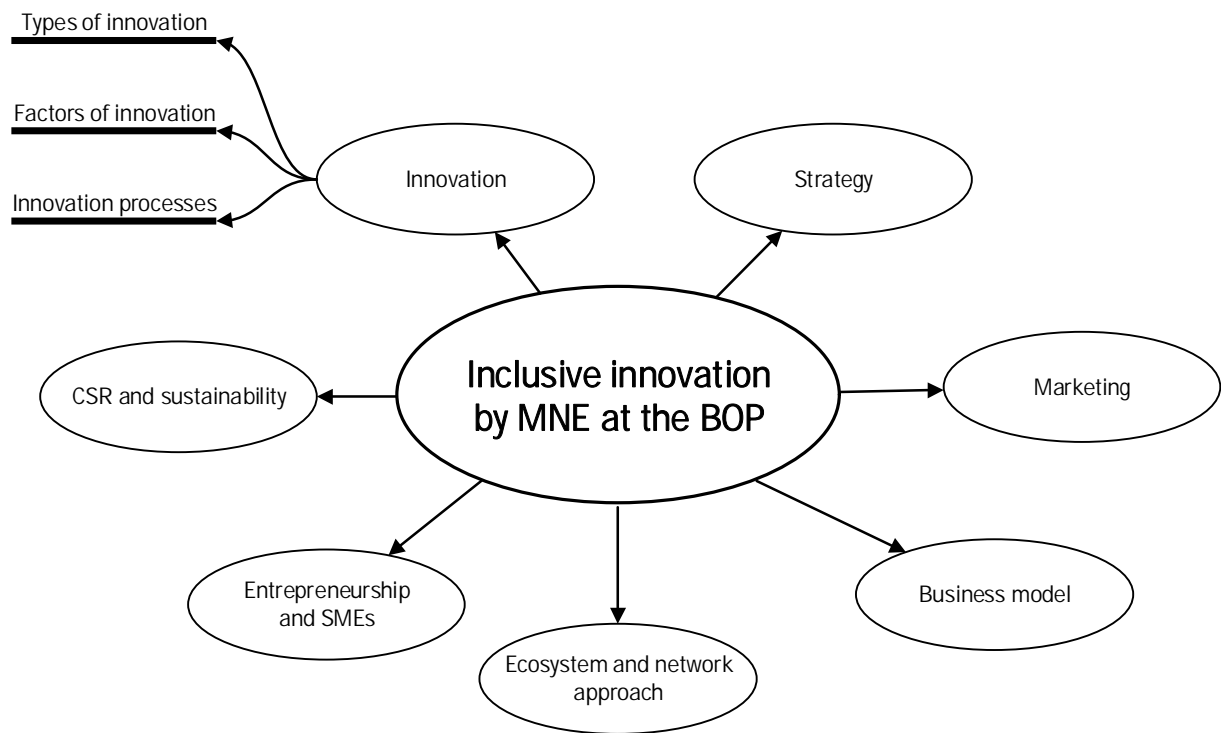 Types of innovation
Factors of innovation
Innovation processes
Innovation
Strategy
CSR and sustainability
Inclusive innovation
by MNE at the BOP
Marketing
Entrepreneurship
and SMEs
Business model
Ecosystem and network
approach